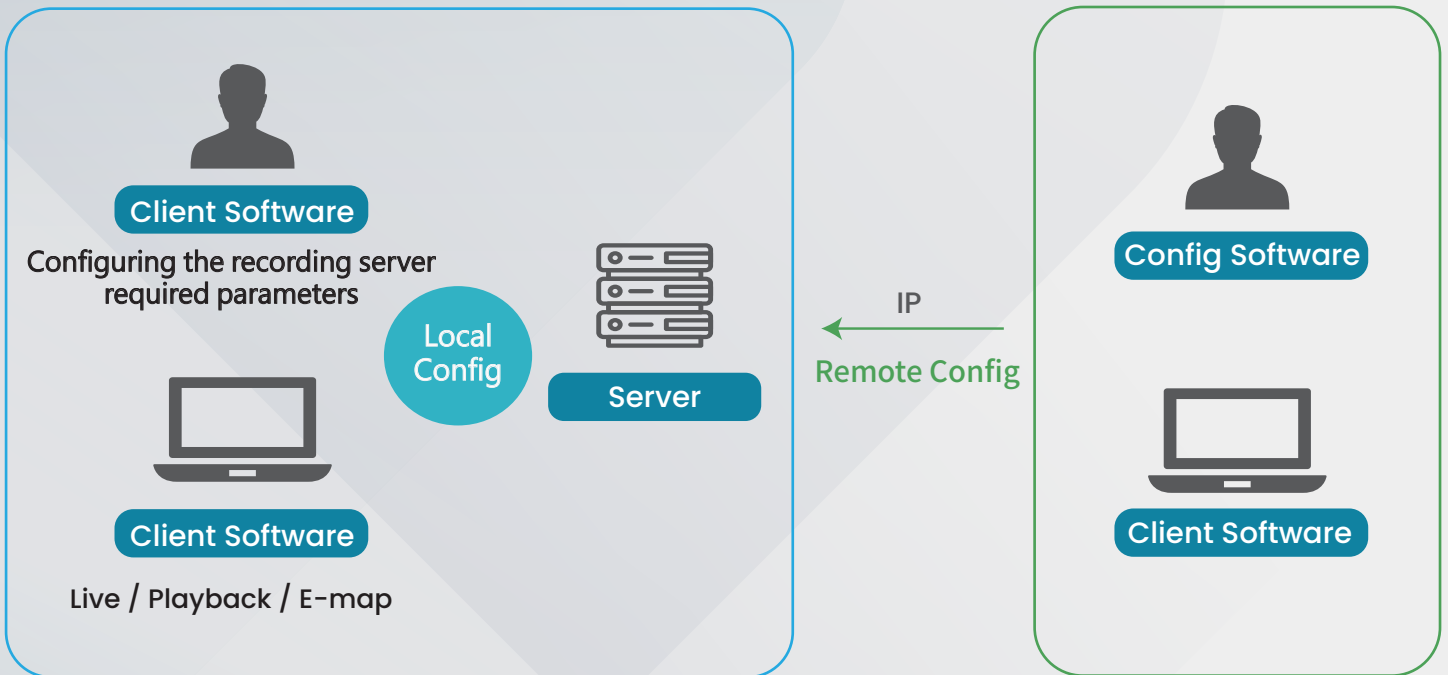 Client Software
Configuring the recording server
required parameters
Local
Config
Server
Client Software
Live / Playback / E-map
IP
Remote Config
Config Software
Client Software